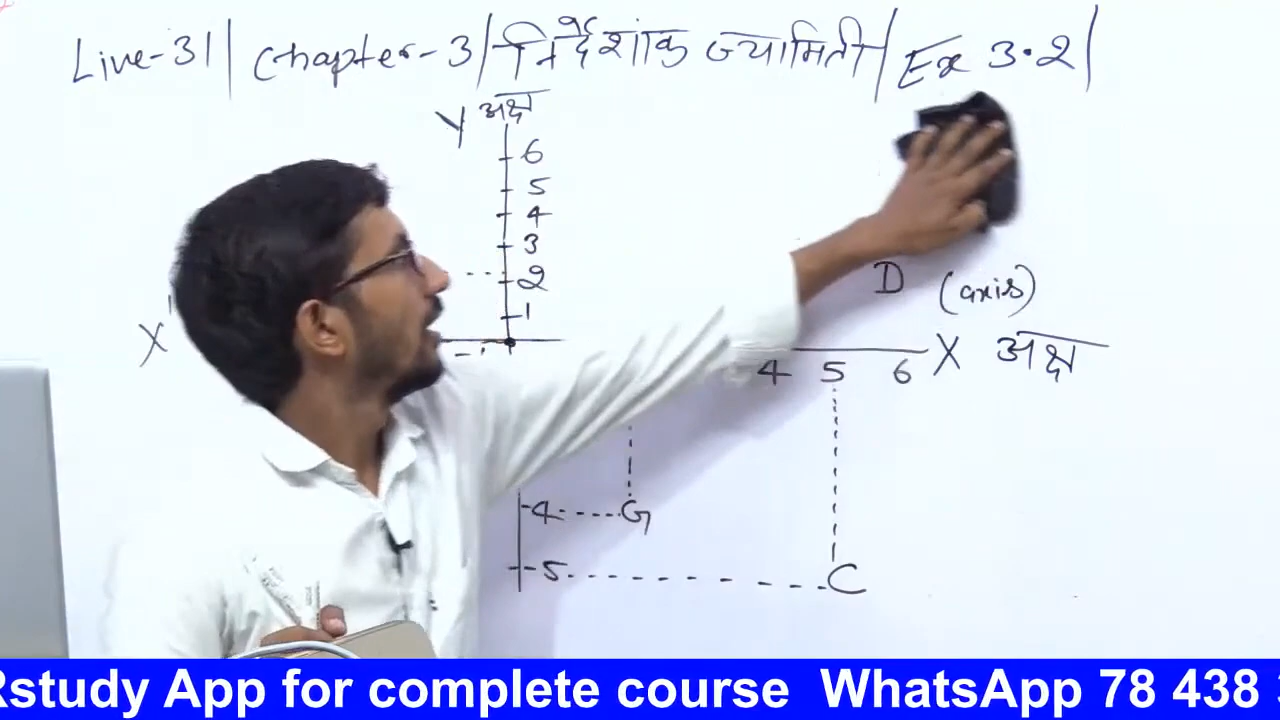 Live-31| Chapter-3| निर्देशांक ज्यामिती| Ex 3.2|
Y अक्ष
6
5
4
3
2
1
X'
-1
D (axis)
4 5 6 X अक्ष
-4 G
-5 C
Rstudy App for complete course WhatsApp 78 438